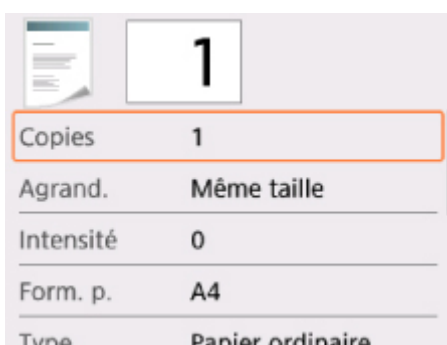 1
Copies 1
Agrand. Même taille
Intensité 0
Form. p. A4
Type Papier ordinaire